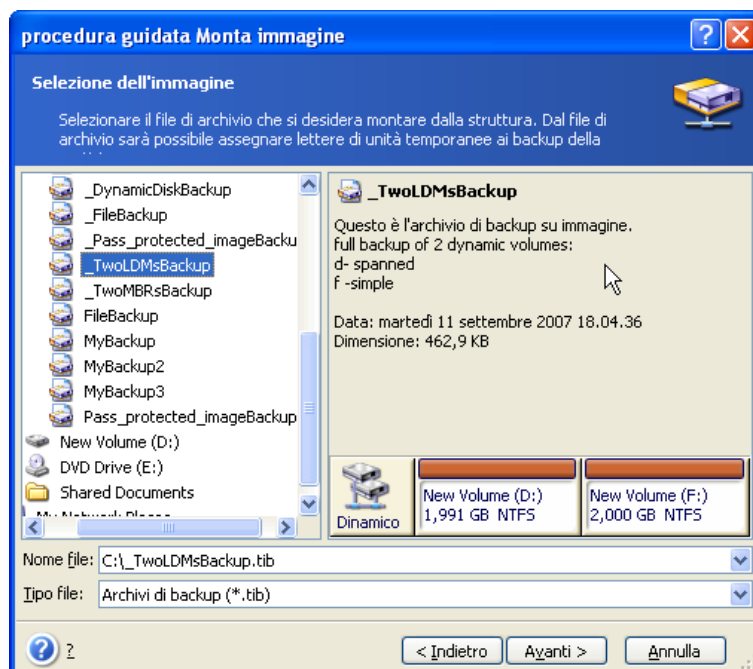 procedura guidata Monta immagine
Selezione dell'immagine
Selezionare il file di archivio che si desidera montare dalla struttura. Dal file di
archivio sarà possibile assegnare lettere di unità temporanee ai backup della
_DynamicDiskBackup
_FileBackup
_Pass_protected_imageBacku
_TwoLDMsBackup
_TwoMBRsBackup
FileBackup
MyBackup
MyBackup2
MyBackup3
Pass_protected_imageBackup
New Volume (D:)
DVD Drive (E:)
Shared Documents
My Network Places
_TwoLDMsBackup
Questo è l'archivio di backup su immagine.
full backup of 2 dynamic volumes:
d- spanned
f -simple
Data: martedì 11 settembre 2007 18.04.36
Dimensione: 462,9 KB
Dinamico
New Volume (D:)
1,991 GB NTFS
New Volume (F:)
2,000 GB NTFS
Nome file: C:\_TwoLDMsBackup.tib
Tipo file: Archivi di backup (*.tib)
?
< Indietro
Avanti >
Annulla